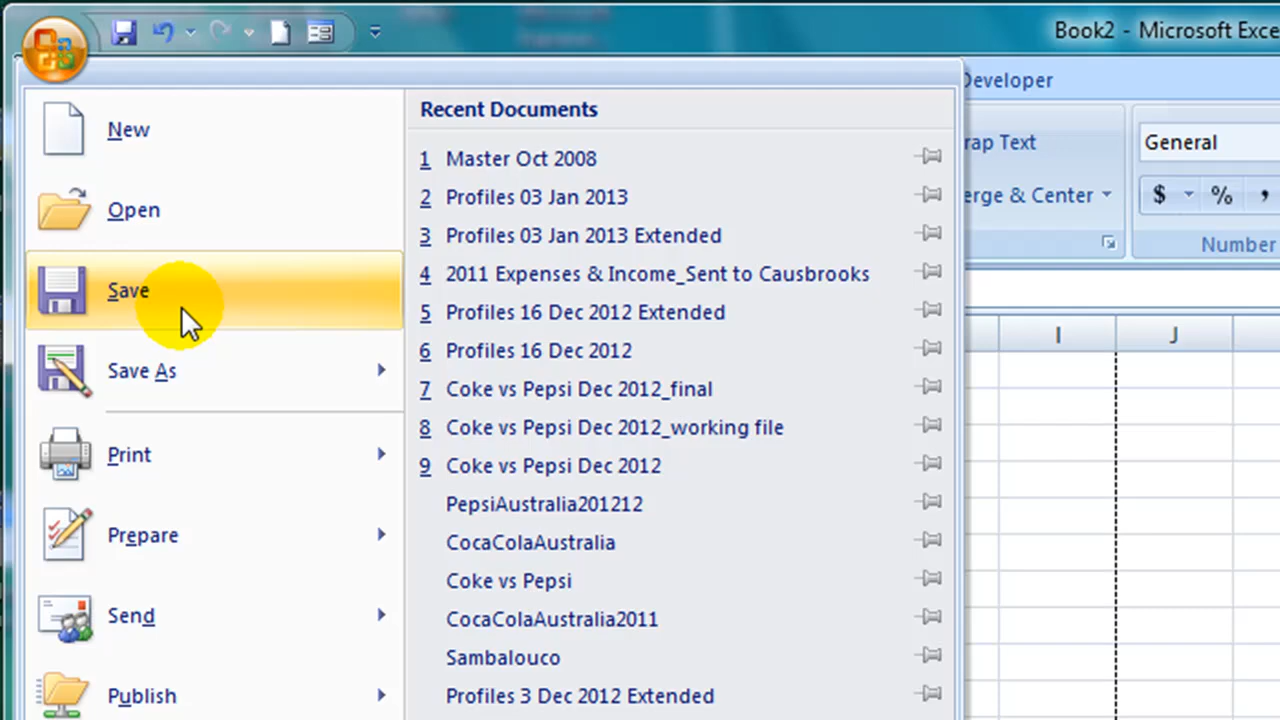 Book2 - Microsoft Exce
Developer
New
Open
Save
Save As
Print
Prepare
Send
Publish
Recent Documents
1 Master Oct 2008
2 Profiles 03 Jan 2013
3 Profiles 03 Jan 2013 Extended
4 2011 Expenses & Income_Sent to Causbrooks
5 Profiles 16 Dec 2012 Extended
6 Profiles 16 Dec 2012
7 Coke vs Pepsi Dec 2012_final
8 Coke vs Pepsi Dec 2012_working file
9 Coke vs Pepsi Dec 2012
PepsiAustralia201212
CocaColaAustralia
Coke vs Pepsi
CocaColaAustralia2011
Sambalouco
Profiles 3 Dec 2012 Extended
rap Text
General
erge & Center
$ % ,
Number
I J